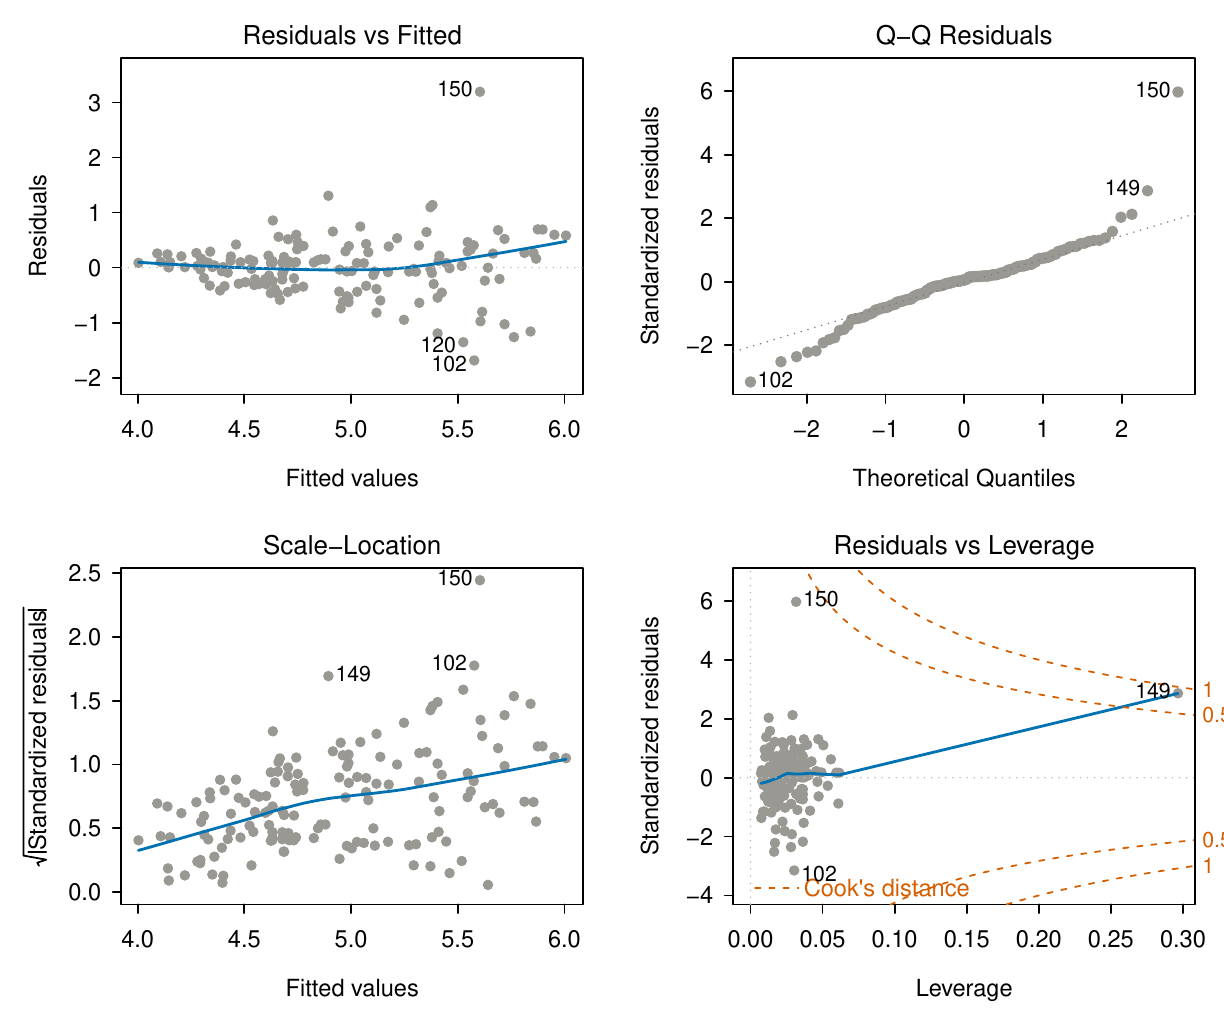 Residuals vs Fitted
Residuals
3
2
1
0
−1
−2
150
120
102
4.0 4.5 5.0 5.5 6.0
Fitted values
Q−Q Residuals
Standardized residuals
6
4
2
0
−2
150
149
102
−2 −1 0 1 2
Theoretical Quantiles
Scale−Location
√|Standardized residuals|
2.5
2.0
1.5
1.0
0.5
0.0
150
149
102
4.0 4.5 5.0 5.5 6.0
Fitted values
Residuals vs Leverage
Standardized residuals
6
4
2
0
−2
−4
150
149
102
1
0.5
0.5
1
Cook's distance
0.00 0.05 0.10 0.15 0.20 0.25 0.30
Leverage